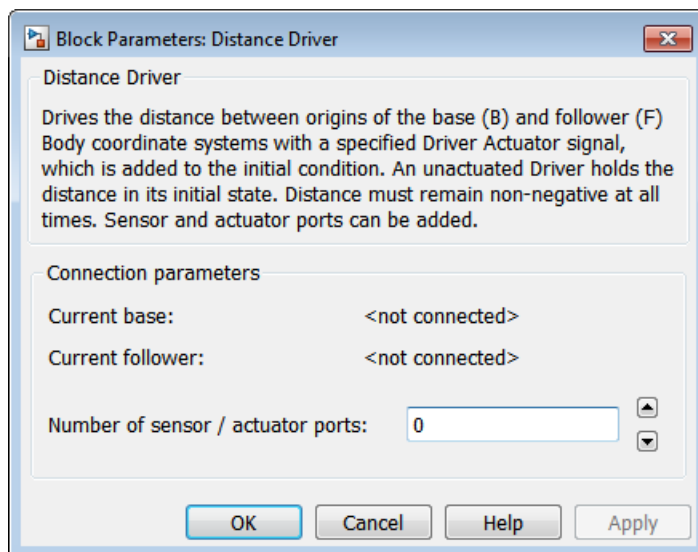 Block Parameters: Distance Driver
Distance Driver
Drives the distance between origins of the base (B) and follower (F)
Body coordinate systems with a specified Driver Actuator signal,
which is added to the initial condition. An unactuated Driver holds the
distance in its initial state. Distance must remain non-negative at all
times. Sensor and actuator ports can be added.
Connection parameters
Current base: <not connected>
Current follower: <not connected>
Number of sensor / actuator ports: 0
OK Cancel Help Apply